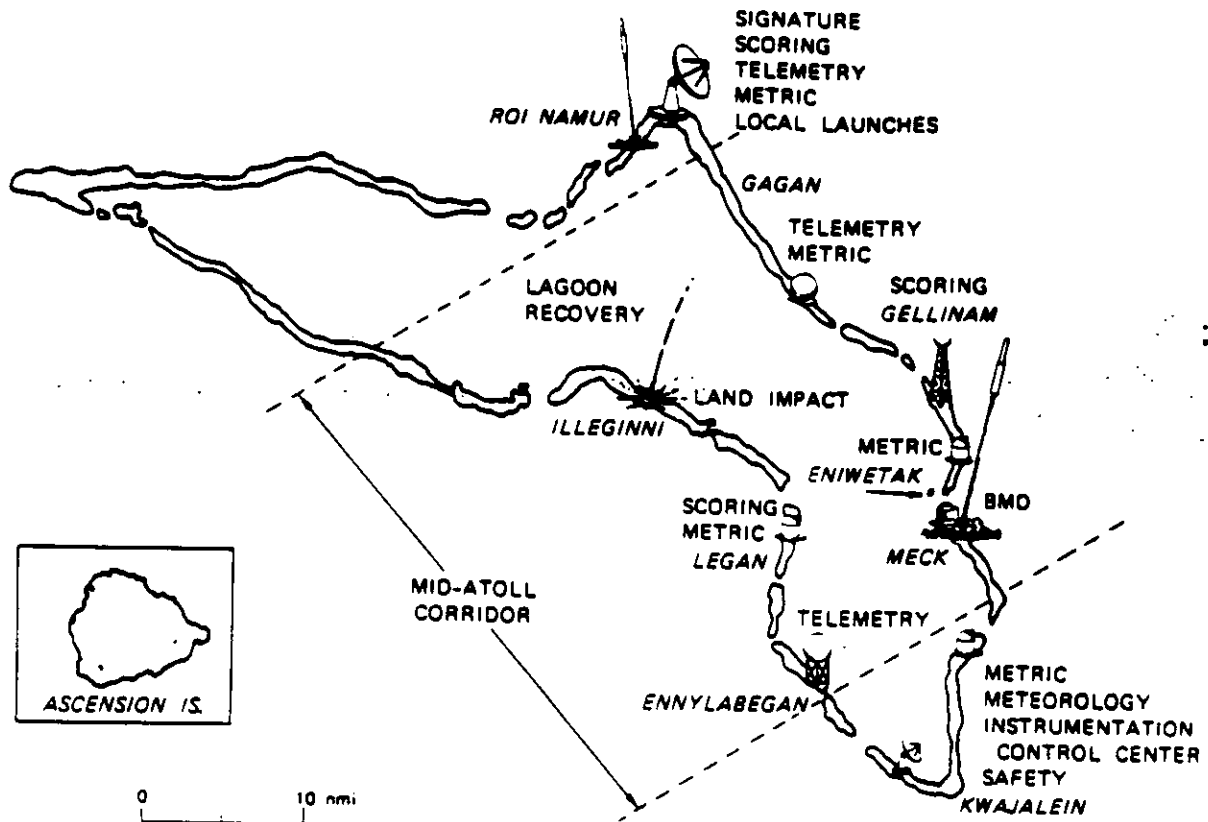 SIGNATURE
SCORING
TELEMETRY
METRIC
LOCAL LAUNCHES
ROI NAMUR
GAGAN
TELEMETRY
METRIC
LAGOON
RECOVERY
SCORING
GELLINAM
LAND IMPACT
ILLEGINNI
METRIC
ENIWETAK
BMD
SCORING
METRIC
LEGAN
MECK
MID-ATOLL
CORRIDOR
TELEMETRY
ASCENSION IS.
ENNYLABEGAN
METRIC
METEOROLOGY
INSTRUMENTATION
CONTROL CENTER
SAFETY
KWAJALEIN
0 10 nmi